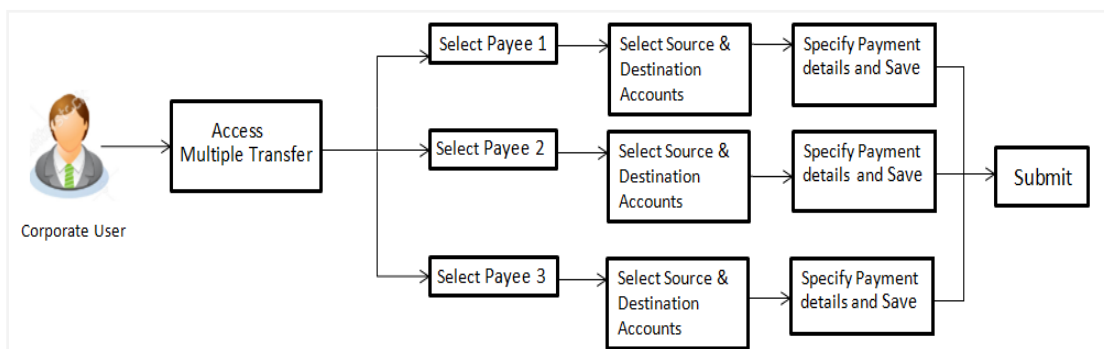 Select Payee 1
Select Source &
Destination
Accounts
Specify Payment
details and Save
Access
Multiple Transfer
Select Payee 2
Select Source &
Destination
Accounts
Specify Payment
details and Save
Submit
Corporate User
Select Payee 3
Select Source &
Destination
Accounts
Specify Payment
details and Save